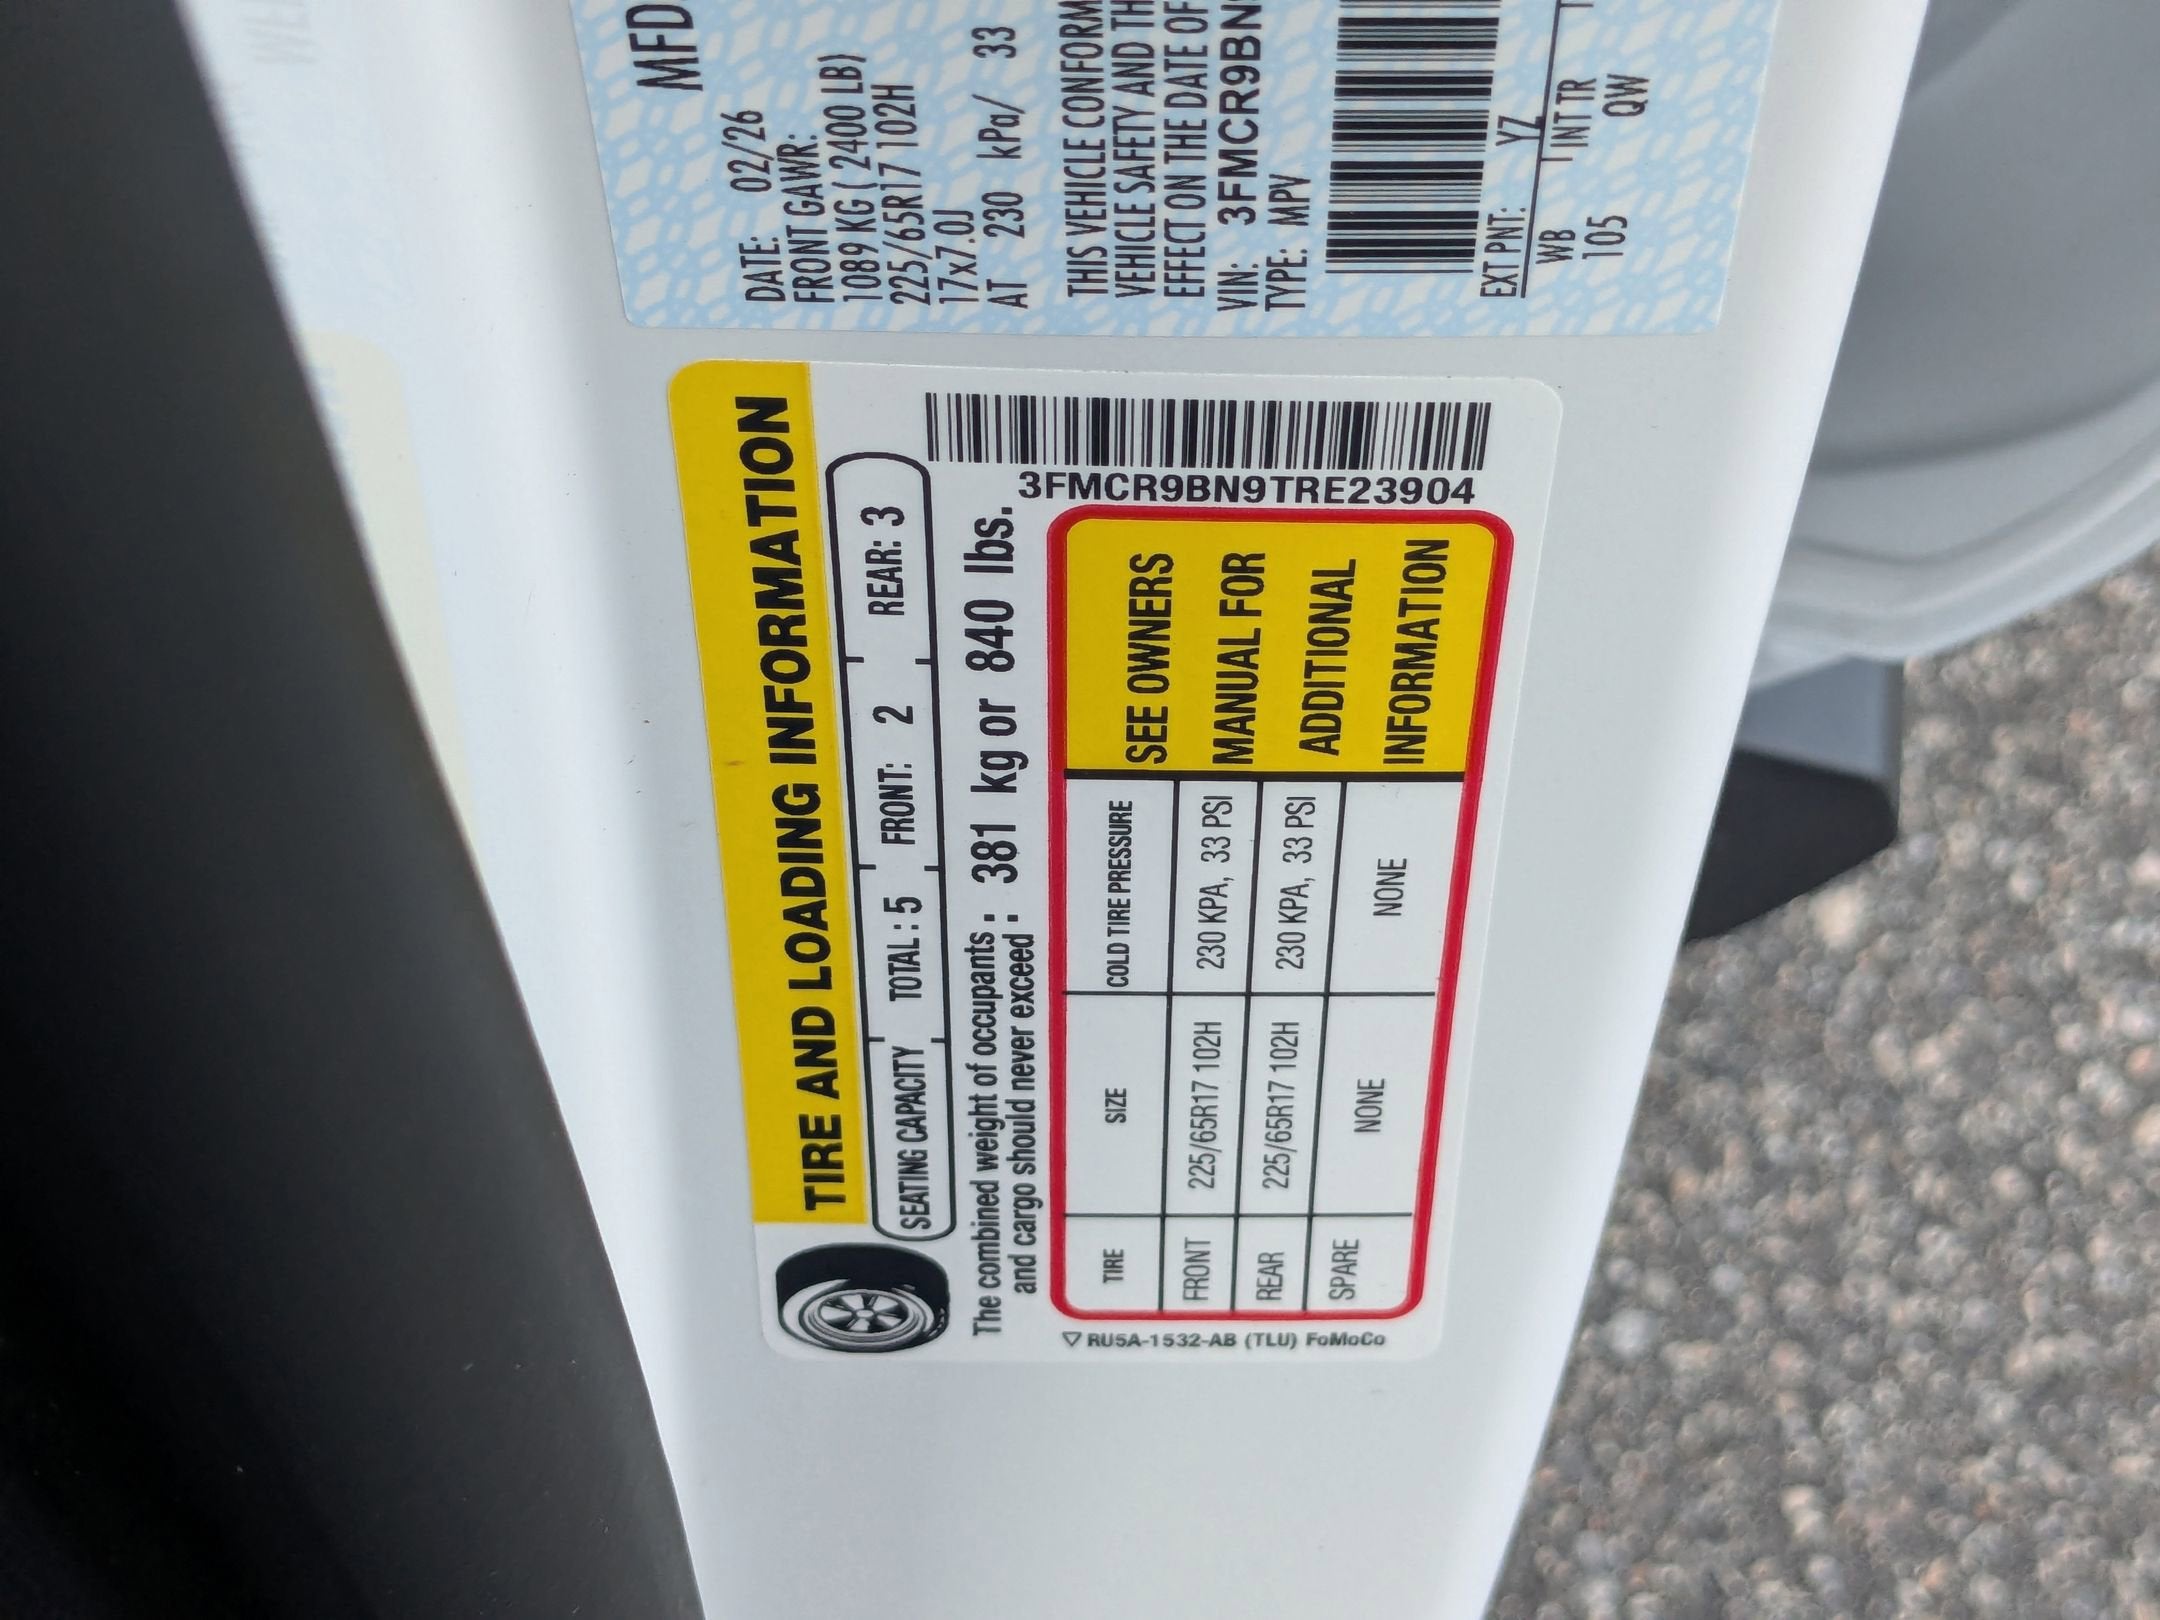 MFD
DATE: 02/26
FRONT GAWR:
1089 KG ( 2400 LB)
225/65R17 102H
17x7.0J
AT 230 kPa/ 33
THIS VEHICLE CONFORM
VEHICLE SAFETY AND TH
EFFECT ON THE DATE OF
VIN: 3FMCR9BN
TYPE: MPV
EXT PNT: YZ
WB INT TR
105 QW
TIRE AND LOADING INFORMATION
SEATING CAPACITY TOTAL : 5 FRONT: 2 REAR: 3
The combined weight of occupants :
and cargo should never exceed :
381 kg or 840 lbs.
3FMCR9BN9TRE23904
TIRE SIZE COLD TIRE PRESSURE
FRONT 225/65R17 102H 230 KPA, 33 PSI
REAR 225/65R17 102H 230 KPA, 33 PSI
SPARE NONE NONE
SEE OWNERS
MANUAL FOR
ADDITIONAL
INFORMATION
RU5A-1532-AB (TLU) FoMoCo